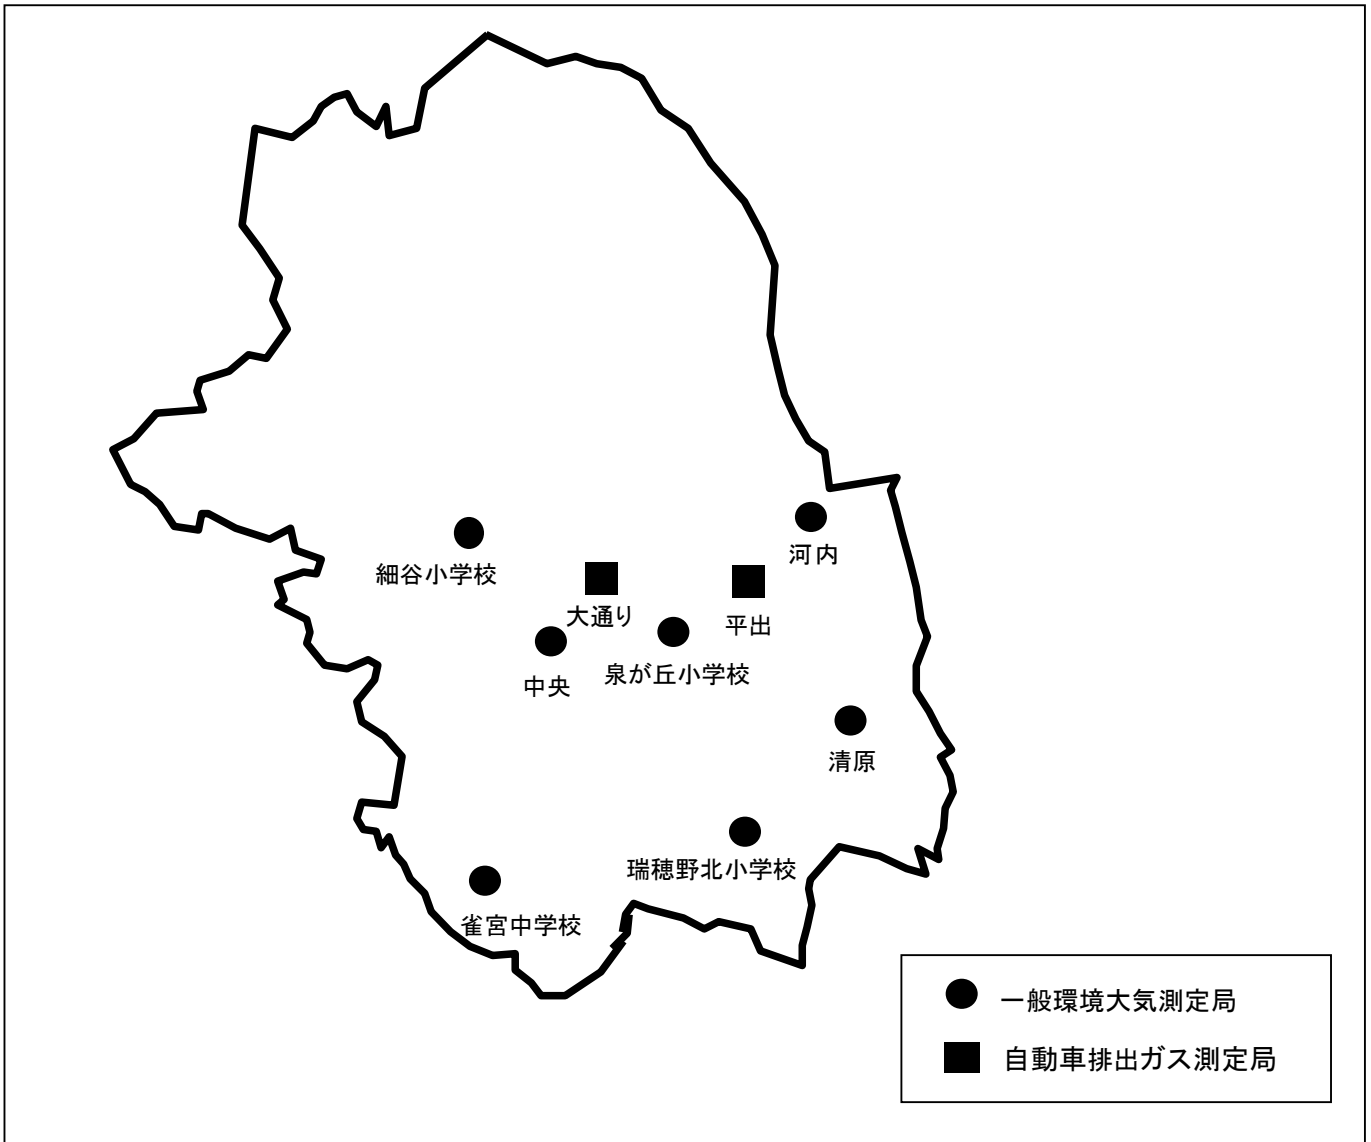 河内
細谷小学校
大通り
平出
泉が丘小学校
中央
清原
瑞穂野北小学校
雀宮中学校
一般環境大気測定局
自動車排出ガス測定局